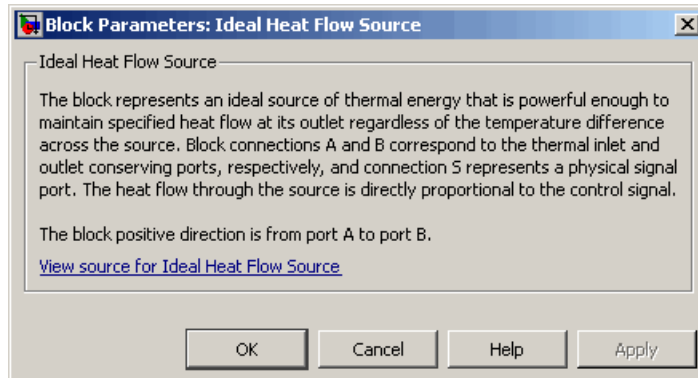 Block Parameters: Ideal Heat Flow Source
Ideal Heat Flow Source
The block represents an ideal source of thermal energy that is powerful enough to
maintain specified heat flow at its outlet regardless of the temperature difference
across the source. Block connections A and B correspond to the thermal inlet and
outlet conserving ports, respectively, and connection S represents a physical signal
port. The heat flow through the source is directly proportional to the control signal.
The block positive direction is from port A to port B.
View source for Ideal Heat Flow Source
OK Cancel Help Apply